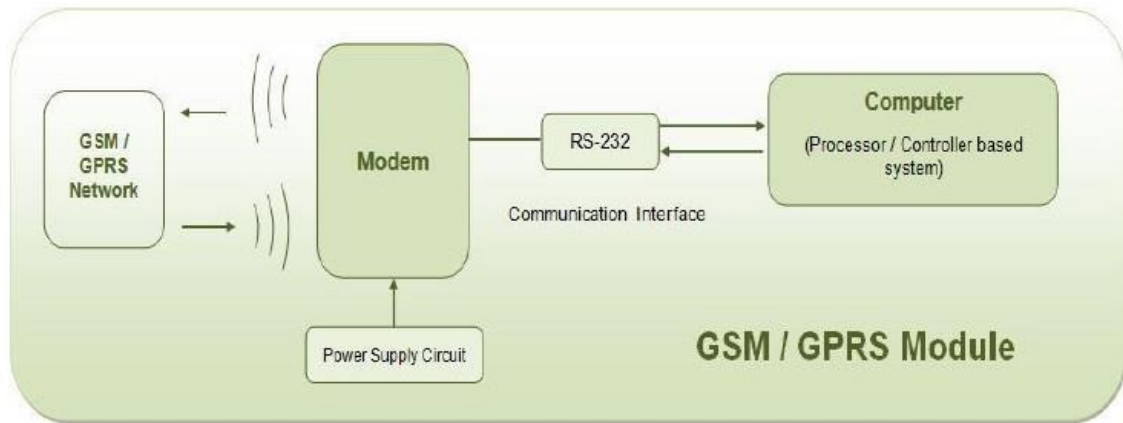 GSM /
GPRS
Network
Modem
RS-232
Computer
(Processor / Controller based
system)
Communication Interface
Power Supply Circuit
GSM / GPRS Module